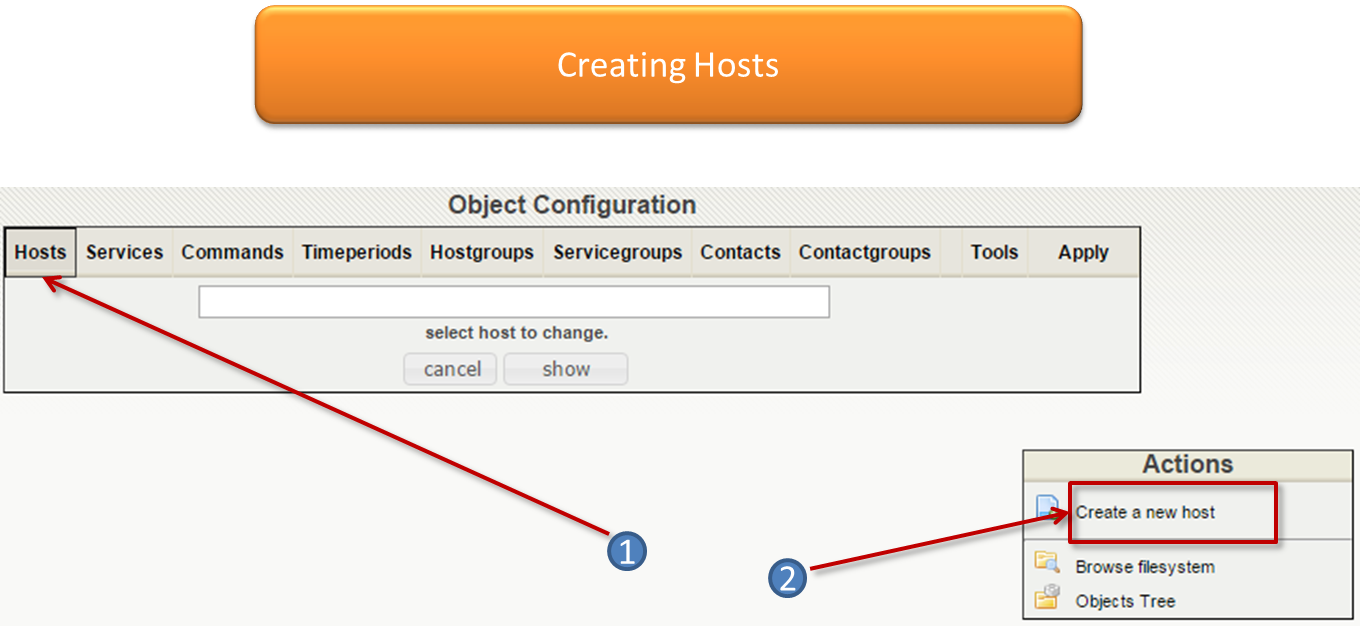 Creating Hosts
Object Configuration
Hosts Services Commands Timeperiods Hostgroups Servicegroups Contacts Contactgroups Tools Apply
select host to change.
cancel show
Actions
Create a new host
1
2
Browse filesystem
Objects Tree